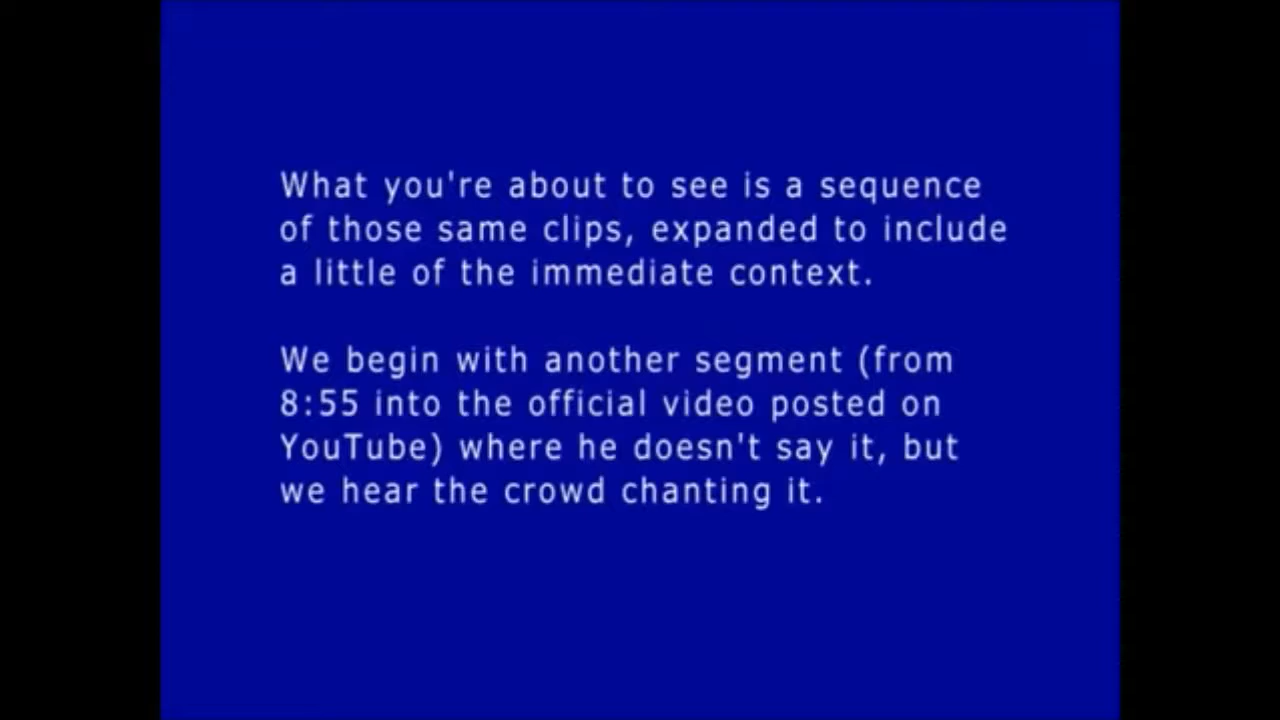 What you're about to see is a sequence
of those same clips, expanded to include
a little of the immediate context.
We begin with another segment (from
8:55 into the official video posted on
YouTube) where he doesn't say it, but
we hear the crowd chanting it.